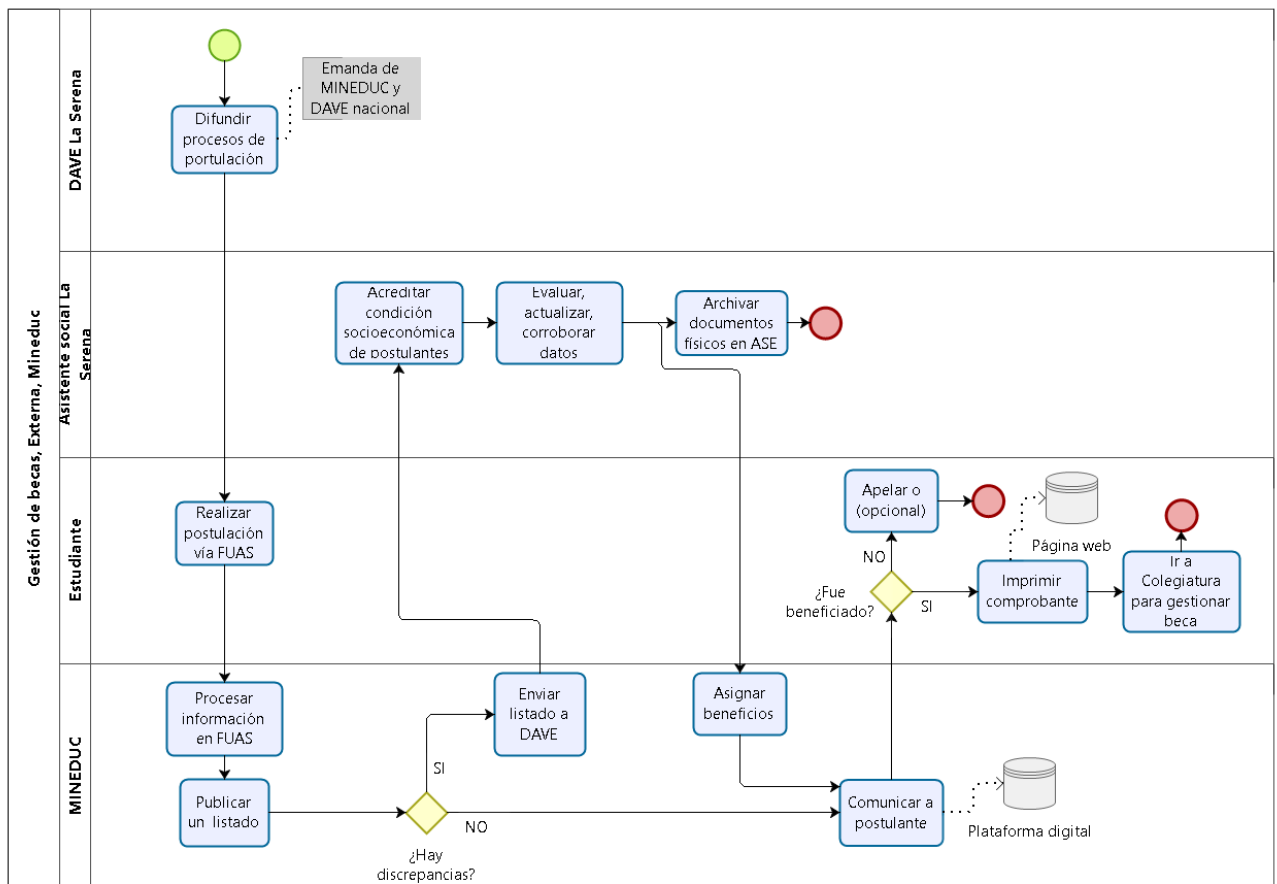 Gestión de becas, Externa, Mineduc
DAVE La Serena
Emanda de
MINEDUC y
DAVE nacional
Difundir
procesos de
portulación
Asistente social La
Serena
Acreditar
condición
socioeconómica
de postulantes
Evaluar,
actualizar,
corroborar
datos
Archivar
documentos
físicos en ASE
Estudiante
Realizar
postulación
vía FUAS
Apelar o
(opcional)
NO
¿Fue
beneficiado?
SI
Imprimir
comprobante
Página web
Ir a
Colegiatura
para gestionar
beca
MINEDUC
Procesar
información
en FUAS
Publicar
un listado
¿Hay
discrepancias?
SI
NO
Enviar
listado a
DAVE
Asignar
beneficios
Comunicar a
postulante
Plataforma digital